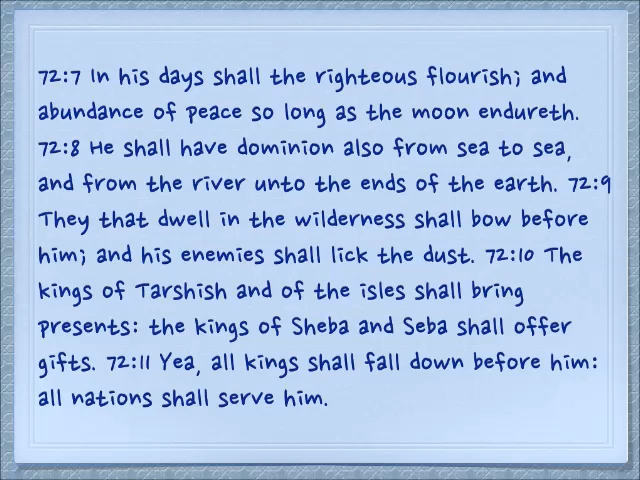 72:7 In his days shall the righteous flourish; and
abundance of peace so long as the moon endureth.
72:8 He shall have dominion also from sea to sea,
and from the river unto the ends of the earth. 72:9
They that dwell in the wilderness shall bow before
him; and his enemies shall lick the dust. 72:10 The
kings of Tarshish and of the isles shall bring
presents: the kings of Sheba and Seba shall offer
gifts. 72:11 Yea, all kings shall fall down before him:
all nations shall serve him.